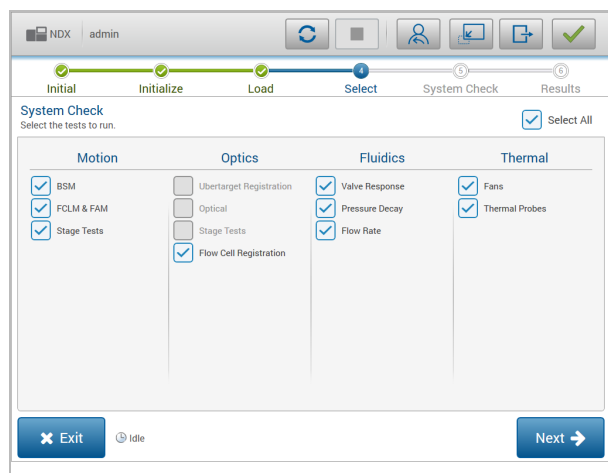 NDX admin
4 5 6
Initial Initialize Load Select System Check Results
System Check
Select the tests to run.
Select All
Motion Optics Fluidics Thermal
BSM Ubertarget Registration Valve Response Fans
FCLM & FAM Optical Pressure Decay Thermal Probes
Stage Tests Stage Tests Flow Rate
Flow Cell Registration
Exit Idle Next